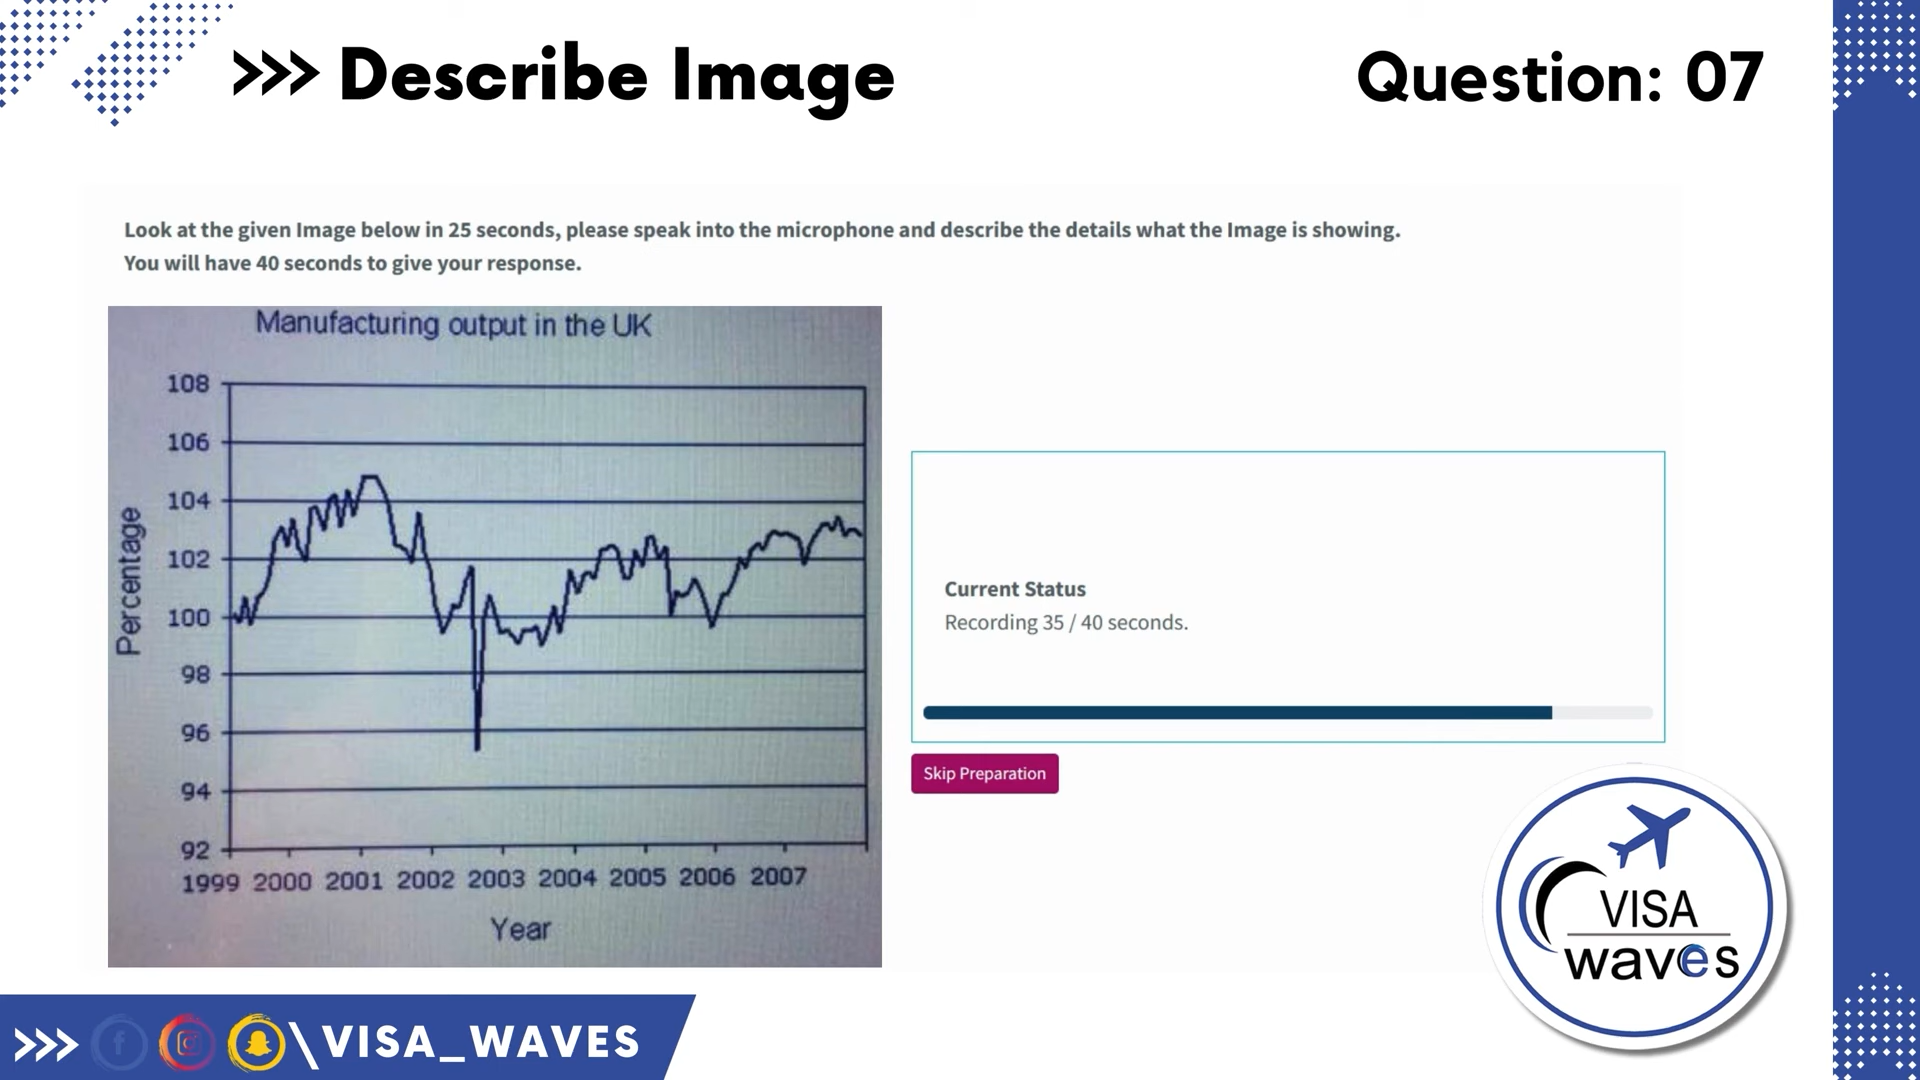 >>> Describe Image
Question: 07
Look at the given Image below in 25 seconds, please speak into the microphone and describe the details what the Image is showing.
You will have 40 seconds to give your response.
Manufacturing output in the UK
108
106
104
102
100
98
96
94
92
Percentage
1999 2000 2001 2002 2003 2004 2005 2006 2007
Year
Current Status
Recording 35 / 40 seconds.
Skip Preparation
VISA
waves
>>> \VISA_WAVES